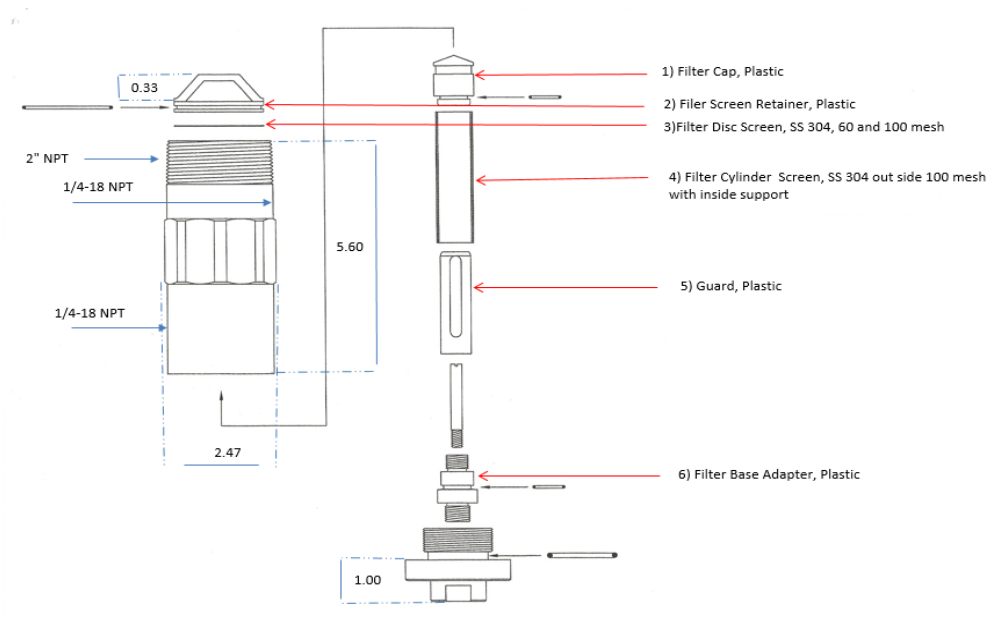 1) Filter Cap, Plastic
0.33
2) Filer Screen Retainer, Plastic
3)Filter Disc Screen, SS 304, 60 and 100 mesh
2" NPT
1/4-18 NPT
4) Filter Cylinder Screen, SS 304 out side 100 mesh
with inside support
5.60
5) Guard, Plastic
1/4-18 NPT
2.47
6) Filter Base Adapter, Plastic
1.00